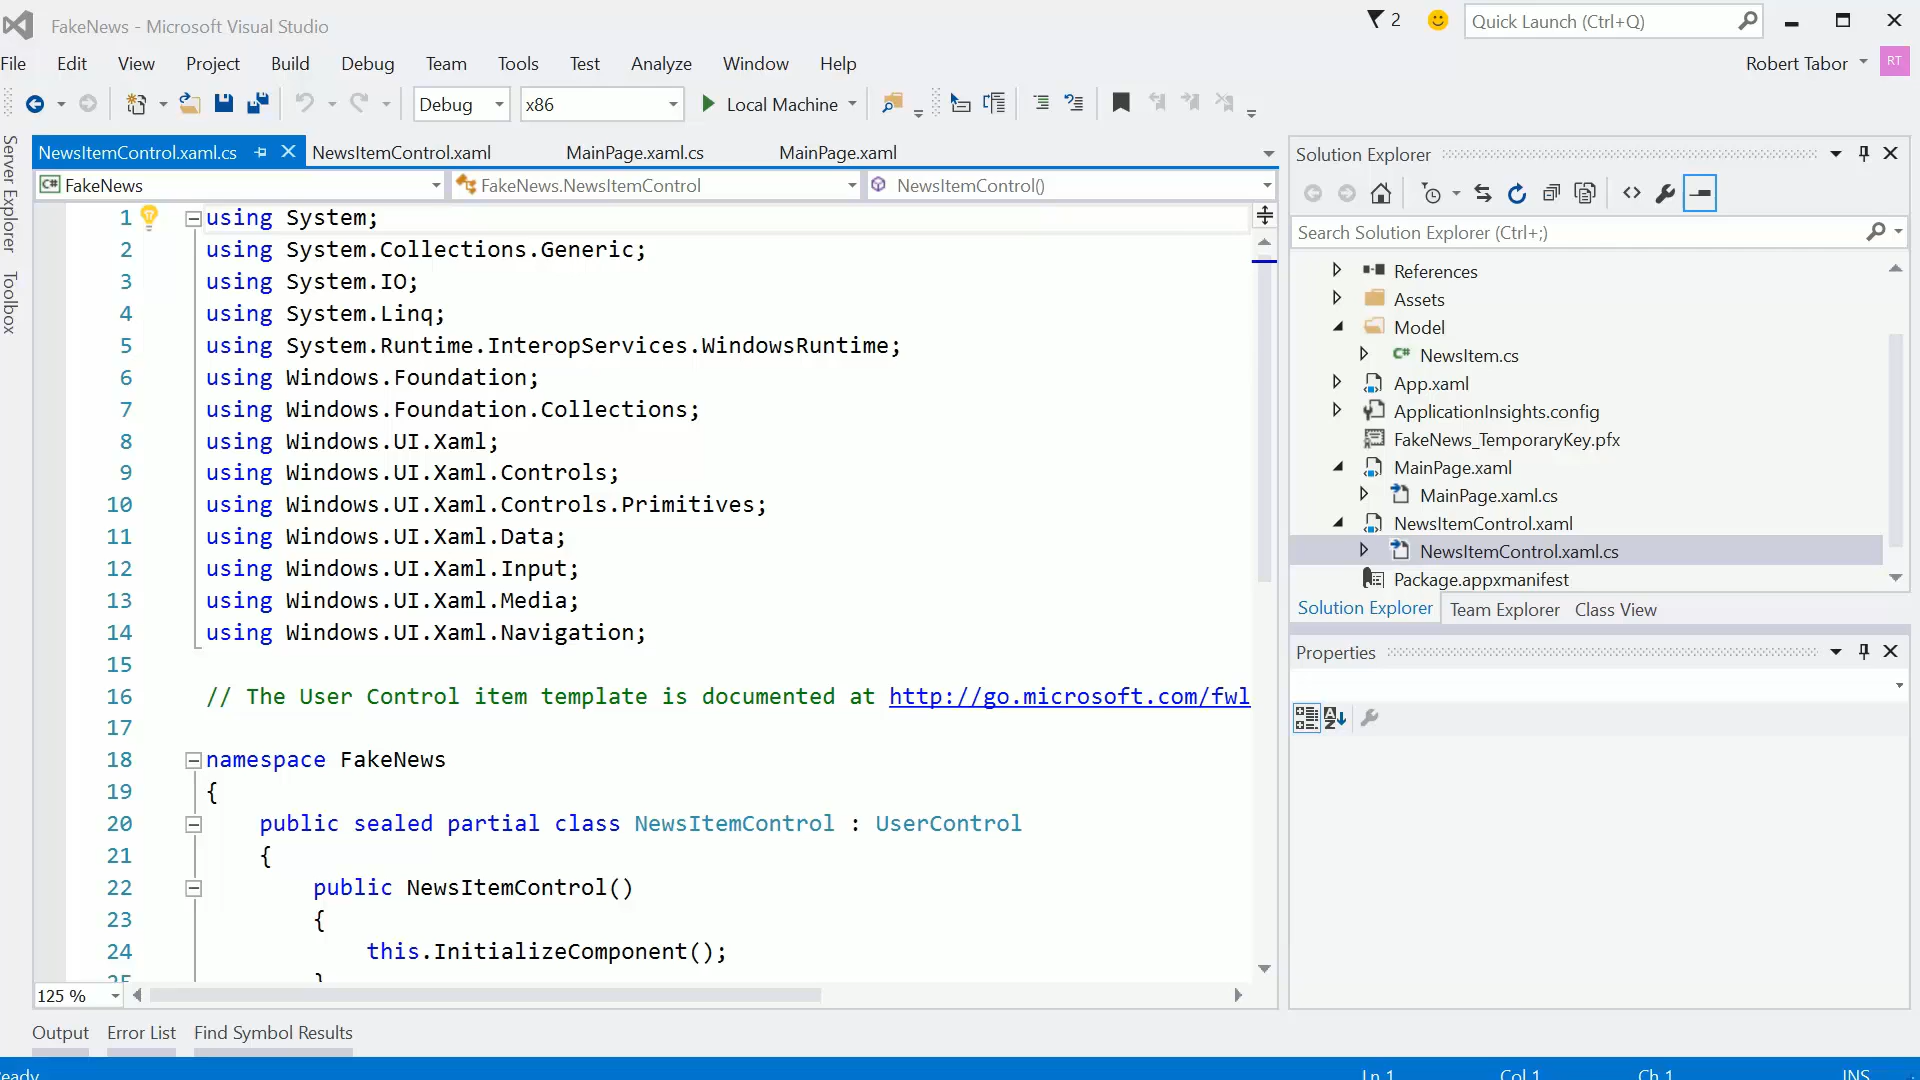 FakeNews - Microsoft Visual Studio
2
Quick Launch (Ctrl+Q)
File Edit View Project Build Debug Team Tools Test Analyze Window Help
Robert Tabor
RT
Debug x86 Local Machine
Server Explorer
Toolbox
NewsItemControl.xaml.cs NewsItemControl.xaml MainPage.xaml.cs MainPage.xaml
C# FakeNews FakeNews.NewsItemControl NewsItemControl()
1 using System;
2 using System.Collections.Generic;
3 using System.IO;
4 using System.Linq;
5 using System.Runtime.InteropServices.WindowsRuntime;
6 using Windows.Foundation;
7 using Windows.Foundation.Collections;
8 using Windows.UI.Xaml;
9 using Windows.UI.Xaml.Controls;
10 using Windows.UI.Xaml.Controls.Primitives;
11 using Windows.UI.Xaml.Data;
12 using Windows.UI.Xaml.Input;
13 using Windows.UI.Xaml.Media;
14 using Windows.UI.Xaml.Navigation;
15
16 // The User Control item template is documented at http://go.microsoft.com/fwl
17
18 namespace FakeNews
19 {
20 public sealed partial class NewsItemControl : UserControl
21 {
22 public NewsItemControl()
23 {
24 this.InitializeComponent();
25 }
125 %
Solution Explorer
Search Solution Explorer (Ctrl+;)
References
Assets
Model
C# NewsItem.cs
App.xaml
ApplicationInsights.config
FakeNews_TemporaryKey.pfx
MainPage.xaml
MainPage.xaml.cs
NewsItemControl.xaml
NewsItemControl.xaml.cs
Package.appxmanifest
Solution Explorer Team Explorer Class View
Properties
Output Error List Find Symbol Results
eady Ln 1 Col 1 Ch 1 INS